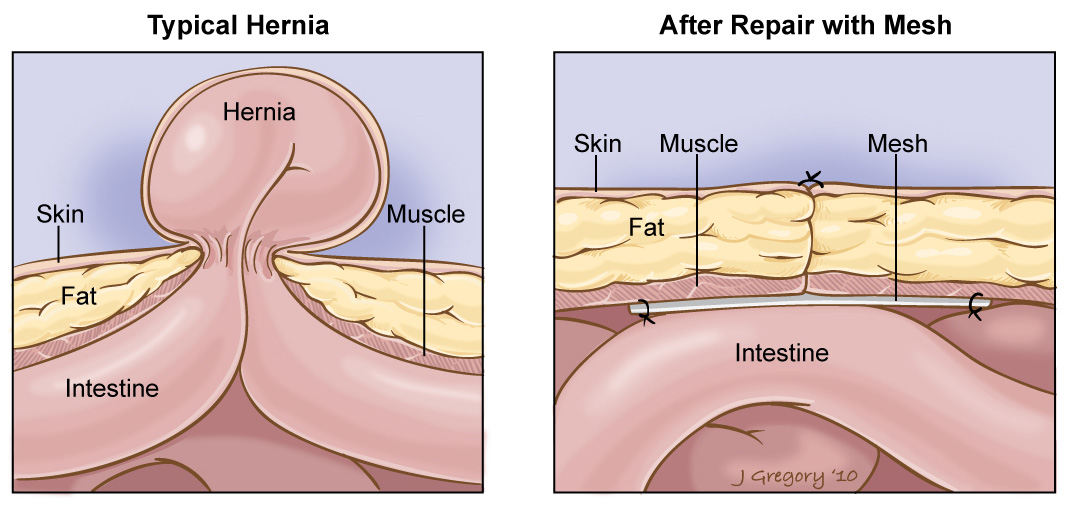 Typical Hernia
Hernia
Skin
Muscle
Fat
Intestine
After Repair with Mesh
Skin
Muscle
Mesh
Fat
Intestine
J Gregory '10